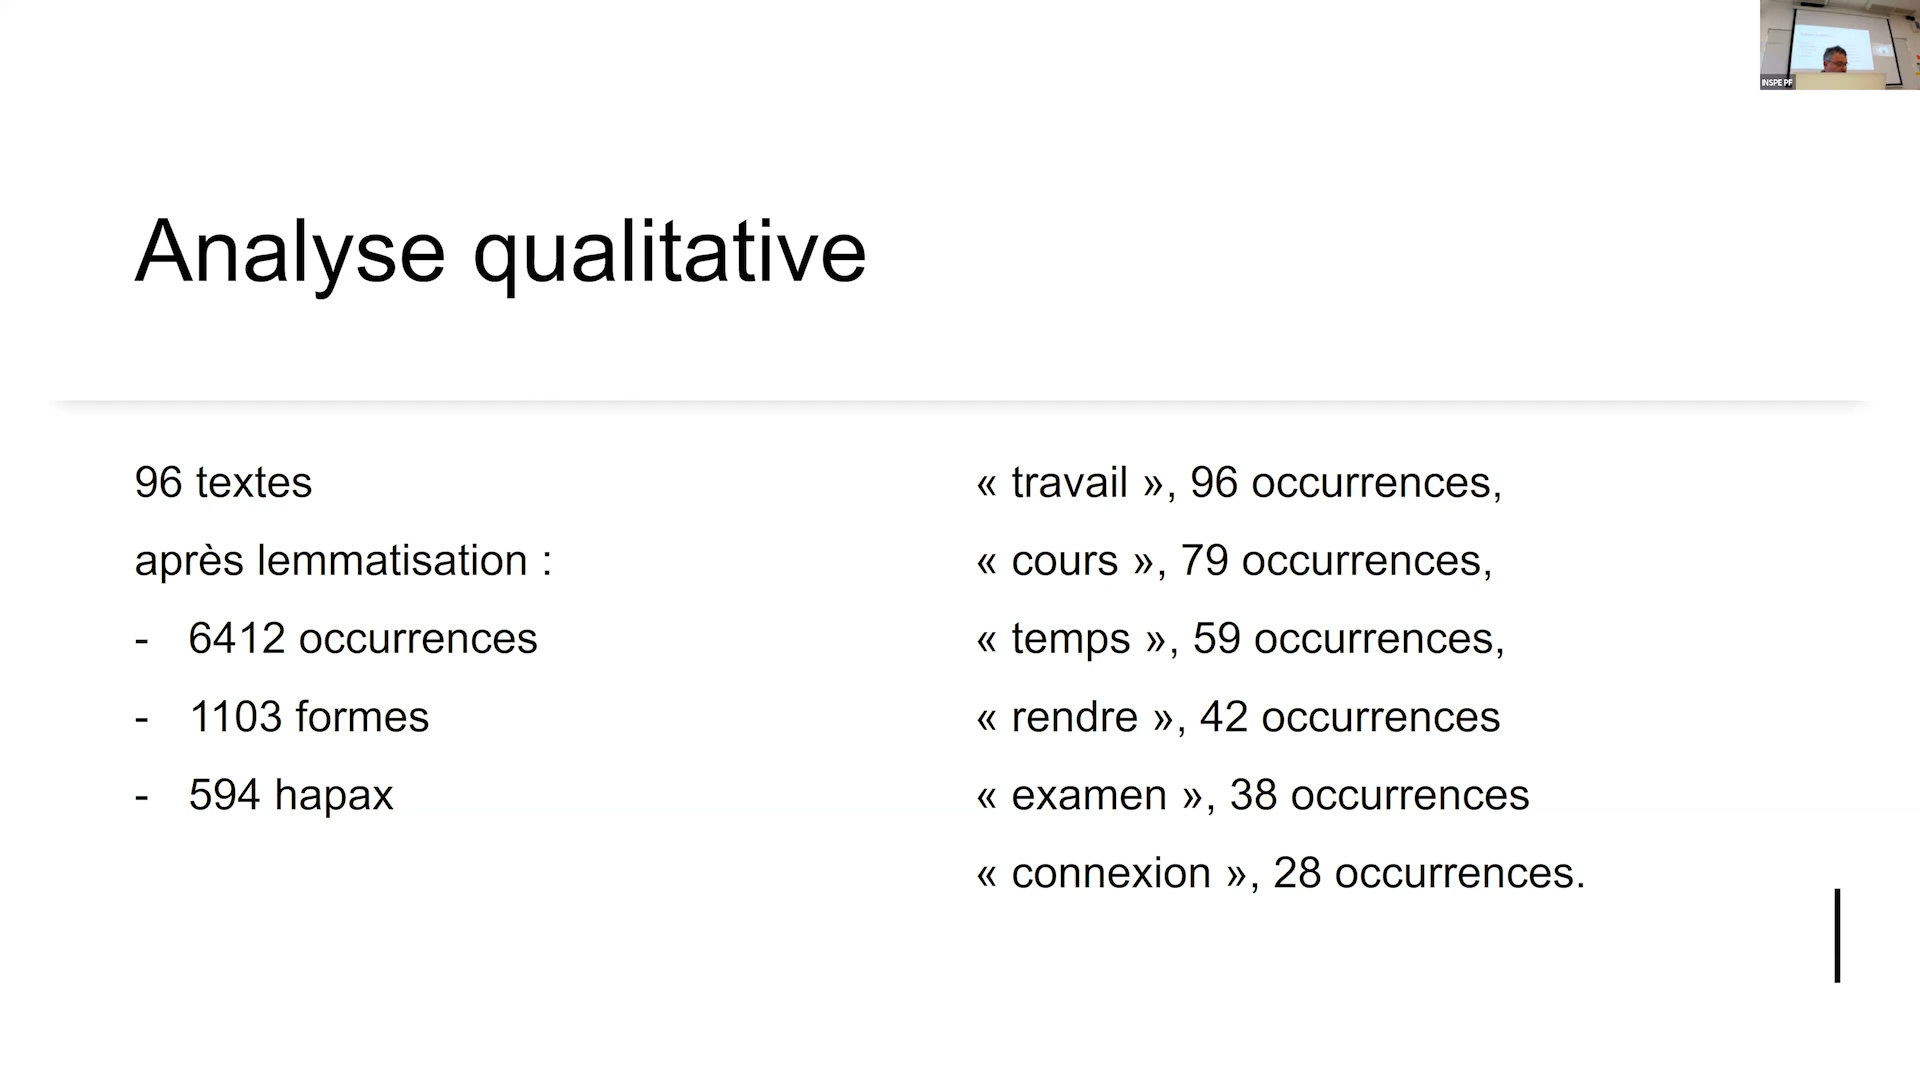 INSPE PF
Analyse qualitative
96 textes
après lemmatisation :
- 6412 occurrences
- 1103 formes
- 594 hapax
« travail », 96 occurrences,
« cours », 79 occurrences,
« temps », 59 occurrences,
« rendre », 42 occurrences
« examen », 38 occurrences
« connexion », 28 occurrences.